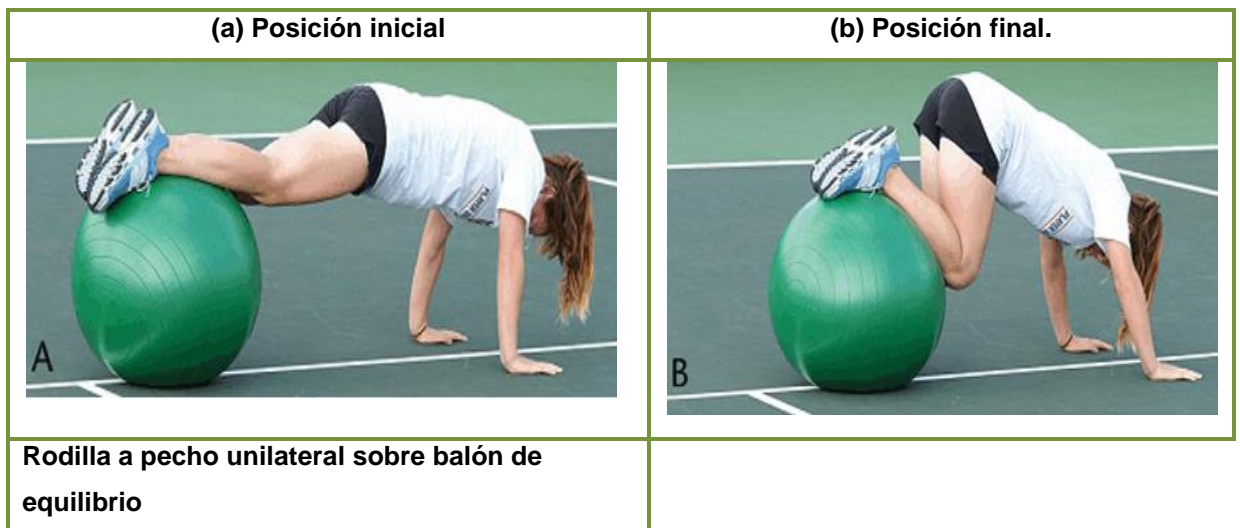 (a) Posición inicial
(b) Posición final.
A
B
Rodilla a pecho unilateral sobre balón de
equilibrio